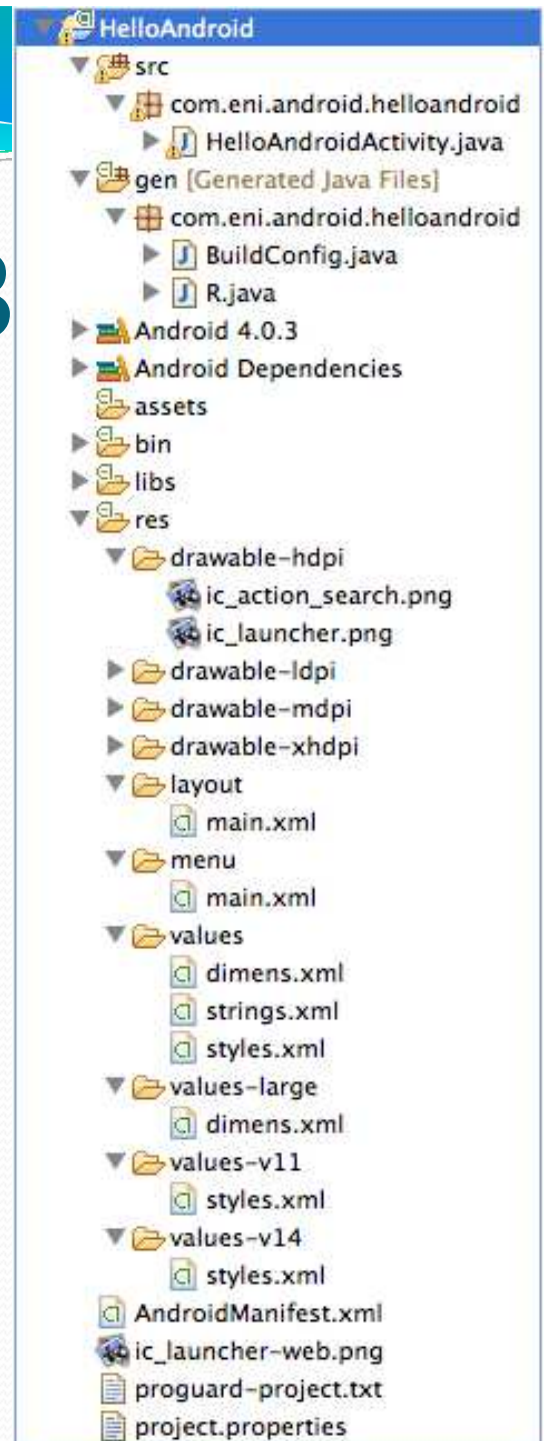 HelloAndroid
src
com.eni.android.helloandroid
HelloAndroidActivity.java
gen [Generated Java Files]
com.eni.android.helloandroid
BuildConfig.java
R.java
Android 4.0.3
Android Dependencies
assets
bin
libs
res
drawable-hdpi
ic_action_search.png
ic_launcher.png
drawable-ldpi
drawable-mdpi
drawable-xhdpi
layout
main.xml
menu
main.xml
values
dimens.xml
strings.xml
styles.xml
values-large
dimens.xml
values-v11
styles.xml
values-v14
styles.xml
AndroidManifest.xml
ic_launcher-web.png
proguard-project.txt
project.properties